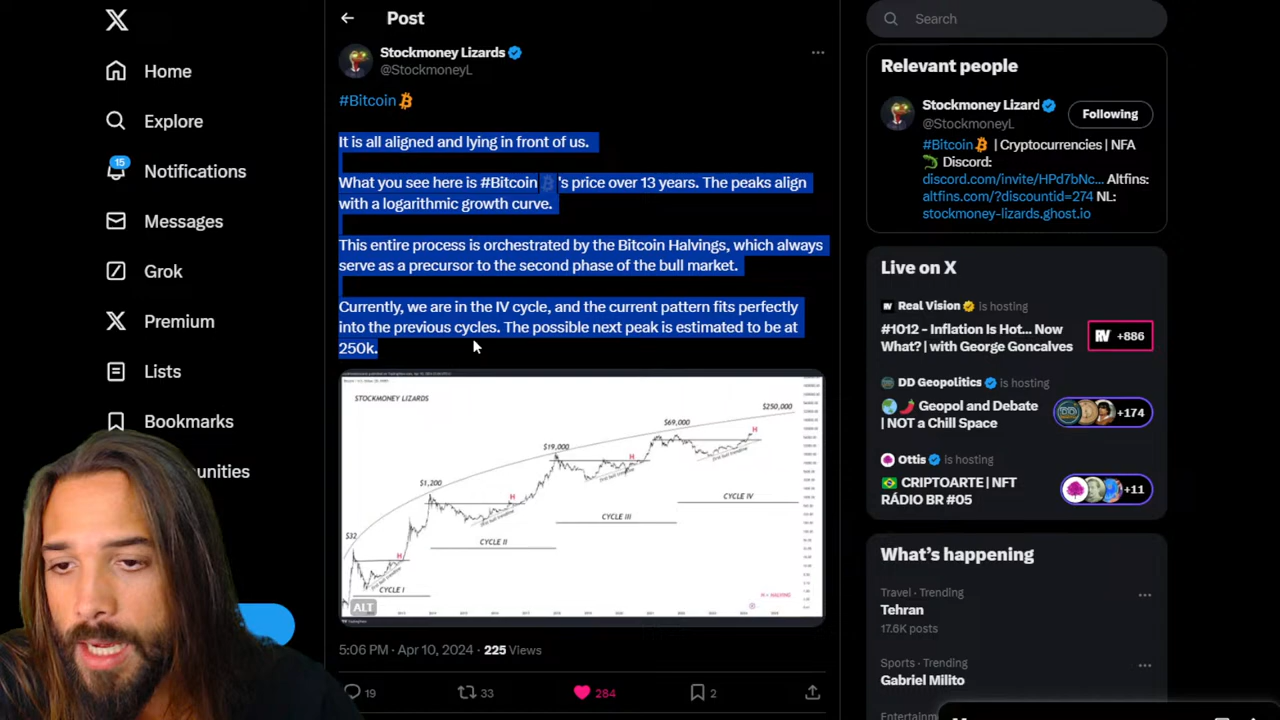 Home
Explore
15
Notifications
Messages
Grok
Premium
Lists
Bookmarks
Post
Stockmoney Lizards
@StockmoneyL
#Bitcoin
It is all aligned and lying in front of us.
What you see here is #Bitcoin 's price over 13 years. The peaks align
with a logarithmic growth curve.
This entire process is orchestrated by the Bitcoin Halvings, which always
serve as a precursor to the second phase of the bull market.
Currently, we are in the IV cycle, and the current pattern fits perfectly
into the previous cycles. The possible next peak is estimated to be at
250k.
STOCKMONEY LIZARDS
$32
$1,200
$19,000
$69,000
$250,000
H
H
H
H
CYCLE I
CYCLE II
CYCLE III
CYCLE IV
H = HALVING
ALT
5:06 PM · Apr 10, 2024 · 225 Views
19
33
284
2
Search
Relevant people
Stockmoney Lizard
@StockmoneyL
Following
#Bitcoin | Cryptocurrencies | NFA
Discord:
discord.com/invite/HPd7bNc... Altfins:
altfins.com/?discountid=274 NL:
stockmoney-lizards.ghost.io
Live on X
Real Vision is hosting
#1012 - Inflation Is Hot... Now
What? | with George Goncalves
RV +886
DD Geopolitics is hosting
Geopol and Debate
| NOT a Chill Space
+174
Ottis is hosting
CRIPTOARTE | NFT
RÁDIO BR #05
+11
What's happening
Travel · Trending
Tehran
17.6K posts
Sports · Trending
Gabriel Milito